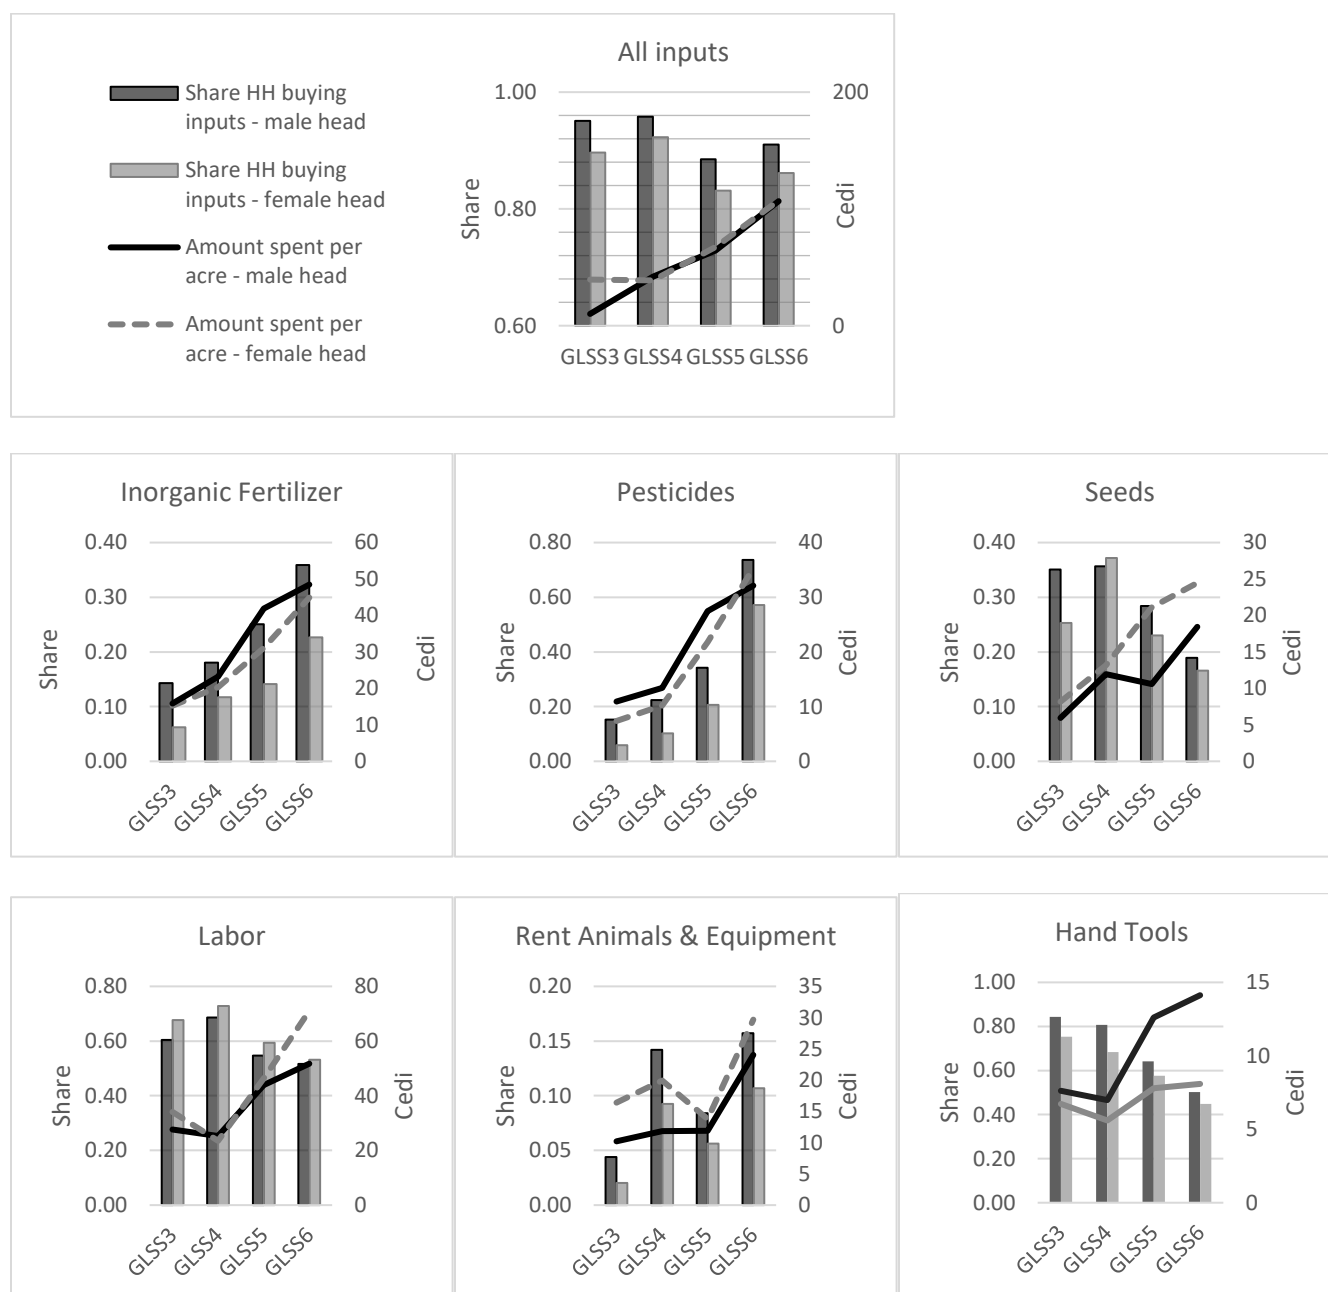 All inputs
Share HH buying
inputs - male head
Share HH buying
inputs - female head
Amount spent per
acre - male head
Amount spent per
acre - female head
1.00
0.80
0.60
Share
200
0
Cedi
GLSS3 GLSS4 GLSS5 GLSS6
Inorganic Fertilizer
0.40
0.30
0.20
0.10
0.00
Share
60
50
40
30
20
10
0
Cedi
GLSS3
GLSS4
GLSS5
GLSS6
Pesticides
0.80
0.60
0.40
0.20
0.00
Share
40
30
20
10
0
Cedi
GLSS3
GLSS4
GLSS5
GLSS6
Seeds
0.40
0.30
0.20
0.10
0.00
Share
30
25
20
15
10
5
0
Cedi
GLSS3
GLSS4
GLSS5
GLSS6
Labor
0.80
0.60
0.40
0.20
0.00
Share
80
60
40
20
0
Cedi
GLSS3
GLSS4
GLSS5
GLSS6
Rent Animals & Equipment
0.20
0.15
0.10
0.05
0.00
Share
35
30
25
20
15
10
5
0
Cedi
GLSS3
GLSS4
GLSS5
GLSS6
Hand Tools
1.00
0.80
0.60
0.40
0.20
0.00
Share
15
10
5
0
Cedi
GLSS3
GLSS4
GLSS5
GLSS6